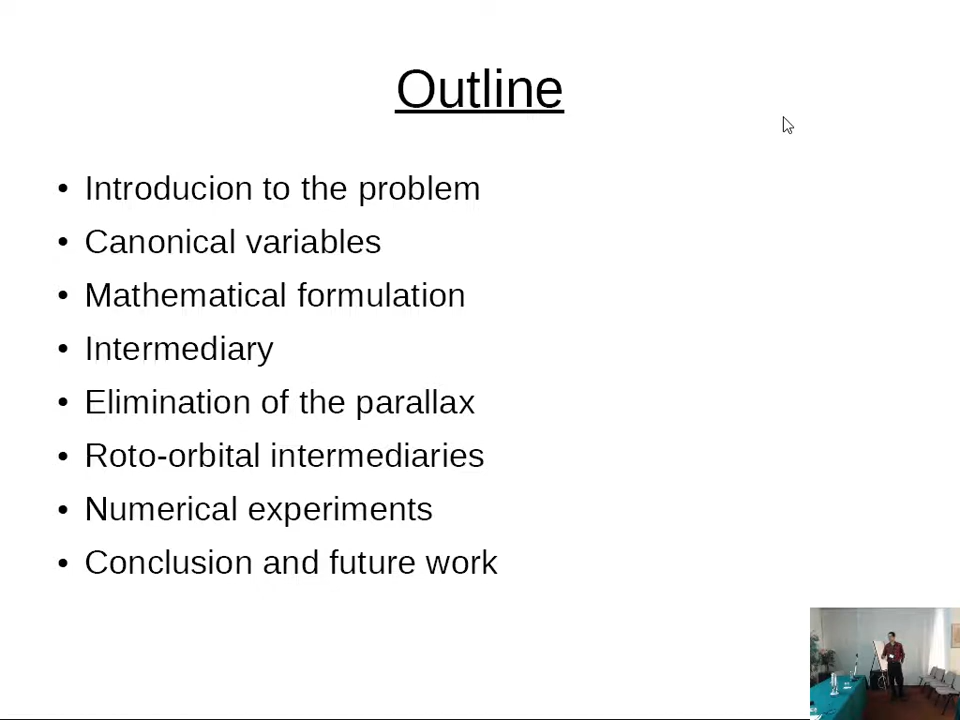 Outline
• Introducion to the problem
• Canonical variables
• Mathematical formulation
• Intermediary
• Elimination of the parallax
• Roto-orbital intermediaries
• Numerical experiments
• Conclusion and future work